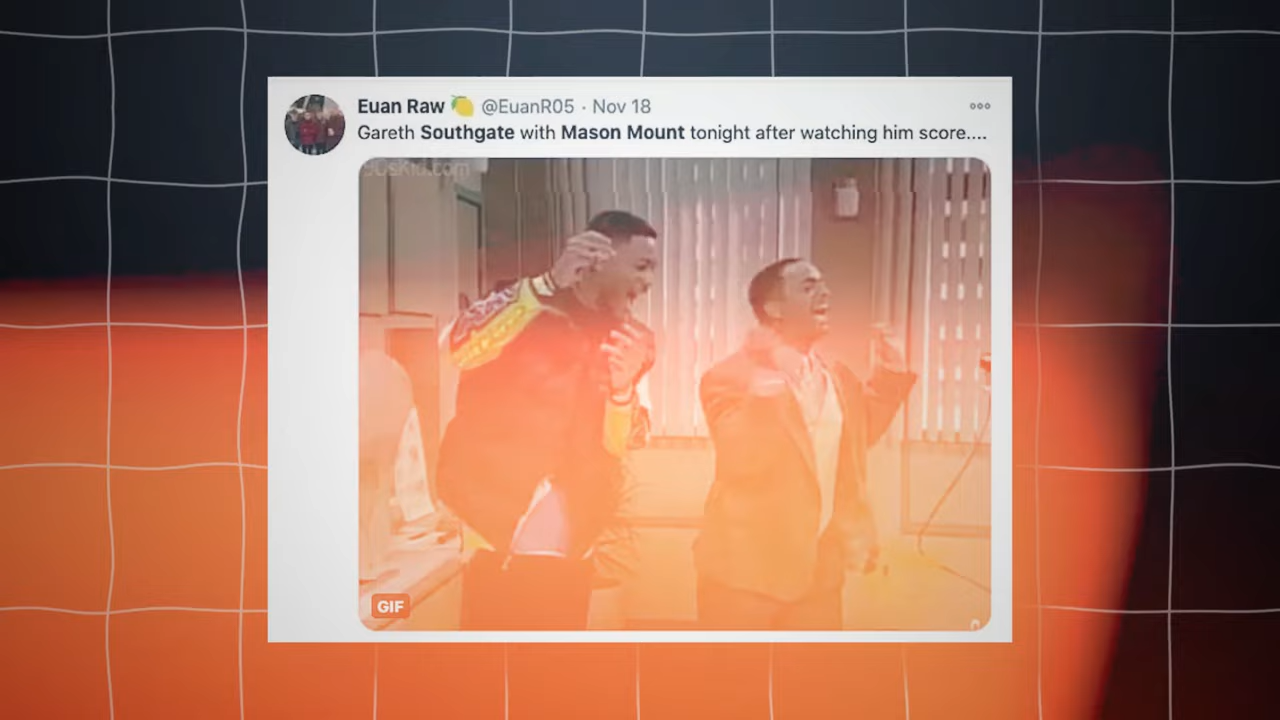 Euan Raw 🍋 @EuanR05 · Nov 18
Gareth Southgate with Mason Mount tonight after watching him score....
GIF